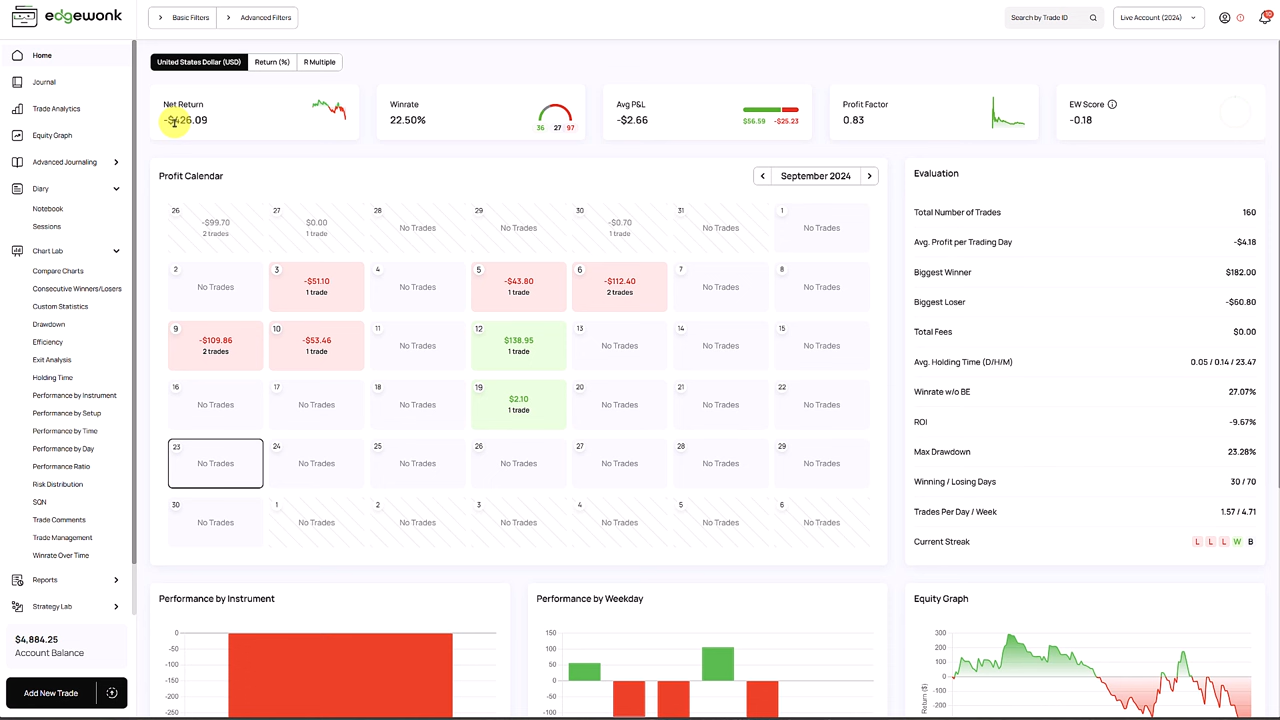 edgewonk
Basic Filters
Advanced Filters
Search by Trade ID
Live Account (2024)
Home
Journal
Trade Analytics
Equity Graph
Advanced Journaling
Diary
Notebook
Sessions
Chart Lab
Compare Charts
Consecutive Winners/Losers
Custom Statistics
Drawdown
Efficiency
Exit Analysis
Holding Time
Performance by Instrument
Performance by Setup
Performance by Time
Performance by Day
Performance Ratio
Risk Distribution
SQN
Trade Comments
Trade Management
Winrate Over Time
Reports
Strategy Lab
$4,884.25
Account Balance
Add New Trade
United States Dollar (USD) Return (%) R Multiple
Net Return
-$426.09
Winrate
22.50%
36 27 97
Avg P&L
-$2.66
$56.59 -$25.23
Profit Factor
0.83
EW Score
-0.18
Profit Calendar
September 2024
26 27 28 29 30 31 1
-$99.70 $0.00 No Trades No Trades -$0.70 No Trades No Trades
2 trades 1 trade 1 trade
2 3 4 5 6 7 8
No Trades -$51.10 No Trades -$43.80 -$112.40 No Trades No Trades
1 trade 1 trade 2 trades
9 10 11 12 13 14 15
-$109.86 -$53.46 No Trades $138.95 No Trades No Trades No Trades
2 trades 1 trade 1 trade
16 17 18 19 20 21 22
No Trades No Trades No Trades $2.10 No Trades No Trades No Trades
1 trade
23 24 25 26 27 28 29
No Trades No Trades No Trades No Trades No Trades No Trades No Trades
30 1 2 3 4 5 6
No Trades No Trades No Trades No Trades No Trades No Trades No Trades
Evaluation
Total Number of Trades 160
Avg. Profit per Trading Day -$4.18
Biggest Winner $182.00
Biggest Loser -$60.80
Total Fees $0.00
Avg. Holding Time (D/H/M) 0.05 / 0.14 / 23.47
Winrate w/o BE 27.07%
ROI -9.67%
Max Drawdown 23.28%
Winning / Losing Days 30 / 70
Trades Per Day / Week 1.57 / 4.71
Current Streak L L L W B
Performance by Instrument
0
-50
-100
-150
-200
-250
Performance by Weekday
150
100
50
0
-50
-100
Equity Graph
Return ($)
300
200
100
0
-100
-200